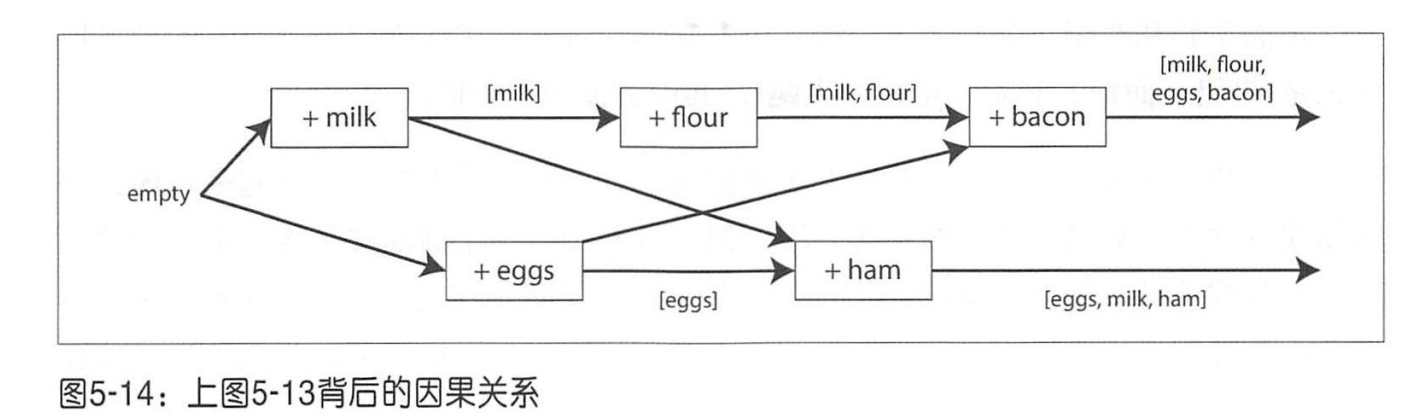 [milk, flour,
eggs, bacon]
[milk]
[milk, flour]
+ milk
+ flour
+ bacon
empty
+ eggs
+ ham
[eggs]
[eggs, milk, ham]
图5-14：上图5-13背后的因果关系